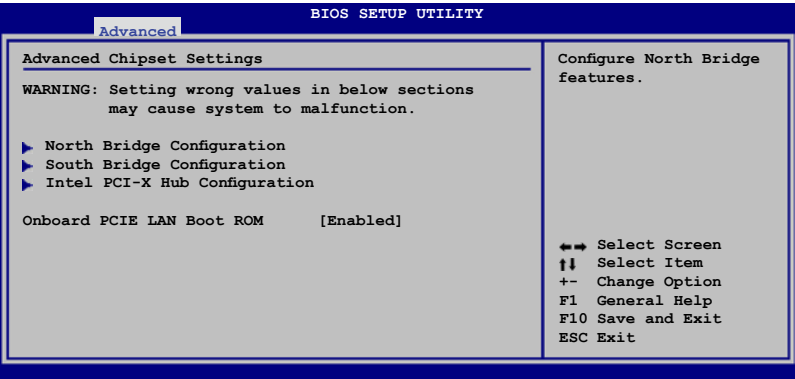 BIOS SETUP UTILITY
Advanced
Advanced Chipset Settings
WARNING: Setting wrong values in below sections
may cause system to malfunction.
North Bridge Configuration
South Bridge Configuration
Intel PCI-X Hub Configuration
Onboard PCIE LAN Boot ROM [Enabled]
Configure North Bridge
features.
Select Screen
Select Item
+- Change Option
F1 General Help
F10 Save and Exit
ESC Exit